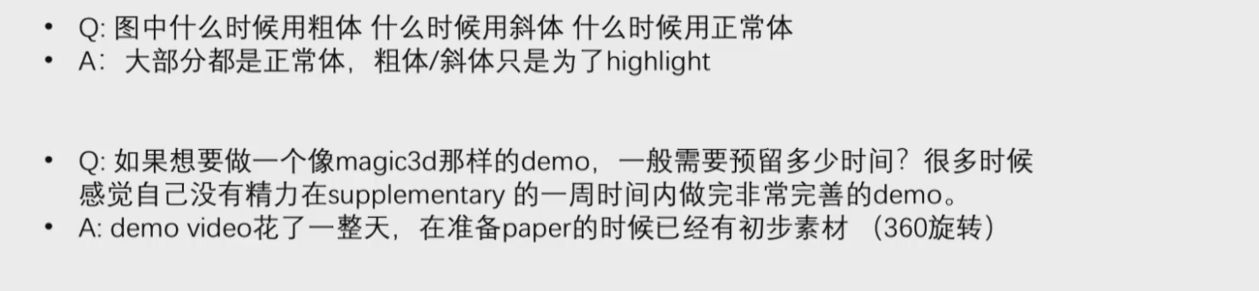 • Q: 图中什么时候用粗体 什么时候用斜体 什么时候用正常体
• A：大部分都是正常体，粗体/斜体只是为了highlight
• Q: 如果想要做一个像magic3d那样的demo，一般需要预留多少时间？很多时候
感觉自己没有精力在supplementary 的一周时间内做完非常完善的demo。
• A: demo video花了一整天，在准备paper的时候已经有初步素材 （360旋转）